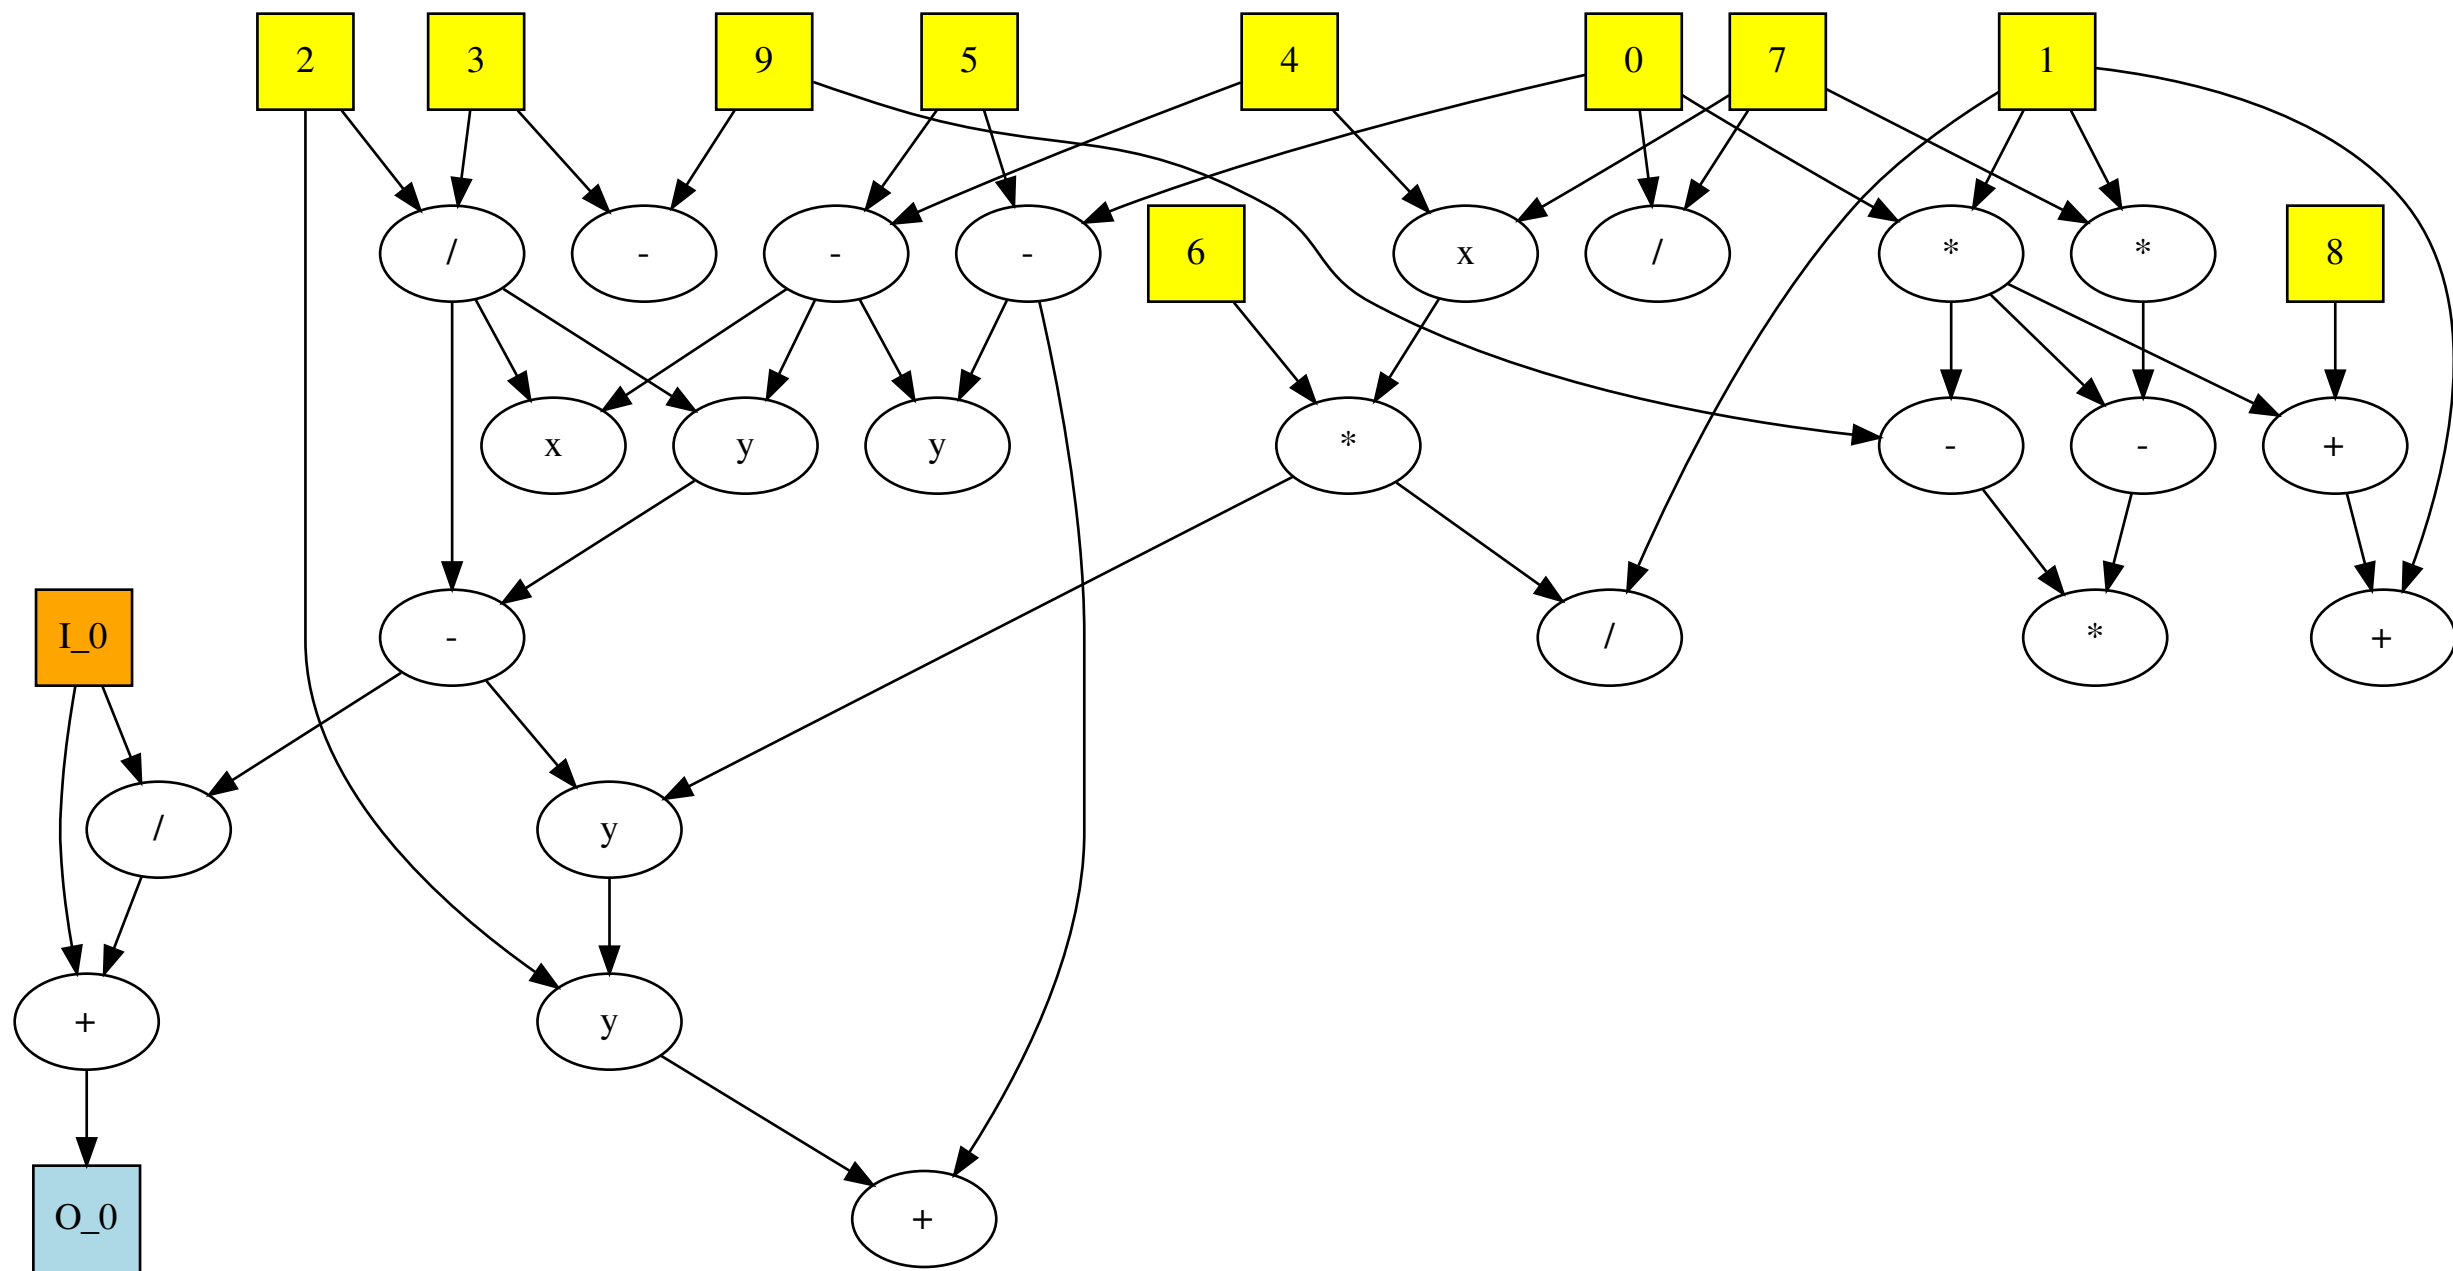 2 3 9 5 4 0 7 1
/ - - - 6 x / * * 8
x y y * - - +
I_0 - / * +
/ y
+ y
O_0 +